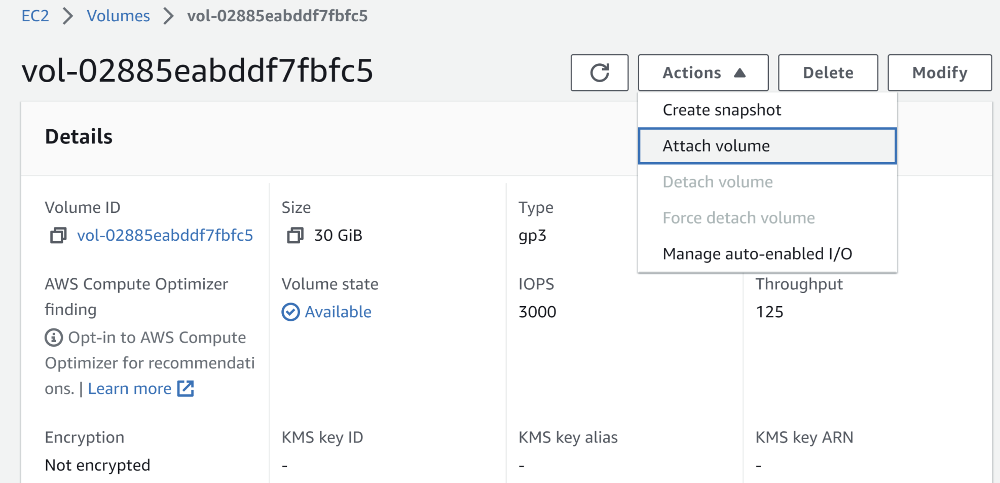 EC2 > Volumes > vol-02885eabddf7fbfc5
vol-02885eabddf7fbfc5
Actions ▲
Delete
Modify
Create snapshot
Attach volume
Detach volume
Force detach volume
Manage auto-enabled I/O
Details
Volume ID
vol-02885eabddf7fbfc5
Size
30 GiB
Type
gp3
AWS Compute Optimizer
finding
Opt-in to AWS Compute
Optimizer for recommendati
ons. | Learn more
Volume state
Available
IOPS
3000
Throughput
125
Encryption
Not encrypted
KMS key ID
-
KMS key alias
-
KMS key ARN
-